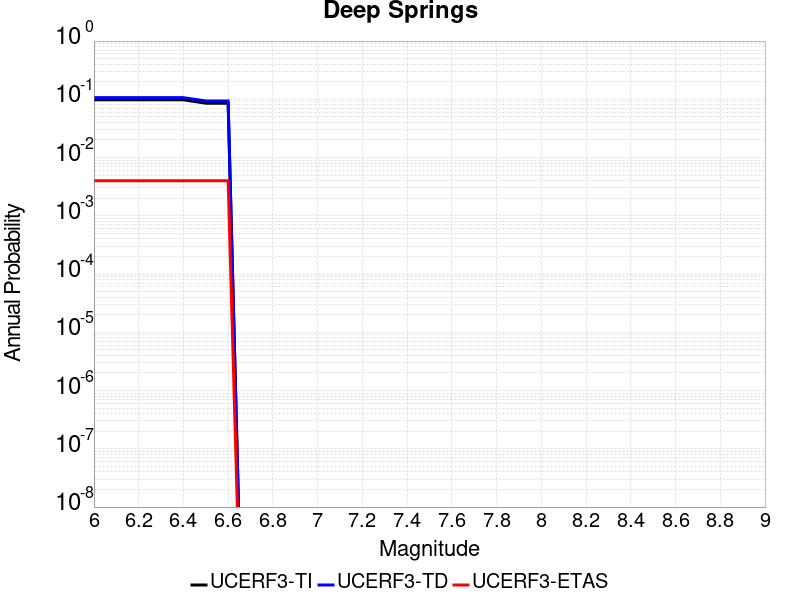 Deep Springs
10^0
10^-1
10^-2
10^-3
10^-4
10^-5
10^-6
10^-7
10^-8
Annual Probability
6 6.2 6.4 6.6 6.8 7 7.2 7.4 7.6 7.8 8 8.2 8.4 8.6 8.8 9
Magnitude
UCERF3-TI UCERF3-TD UCERF3-ETAS